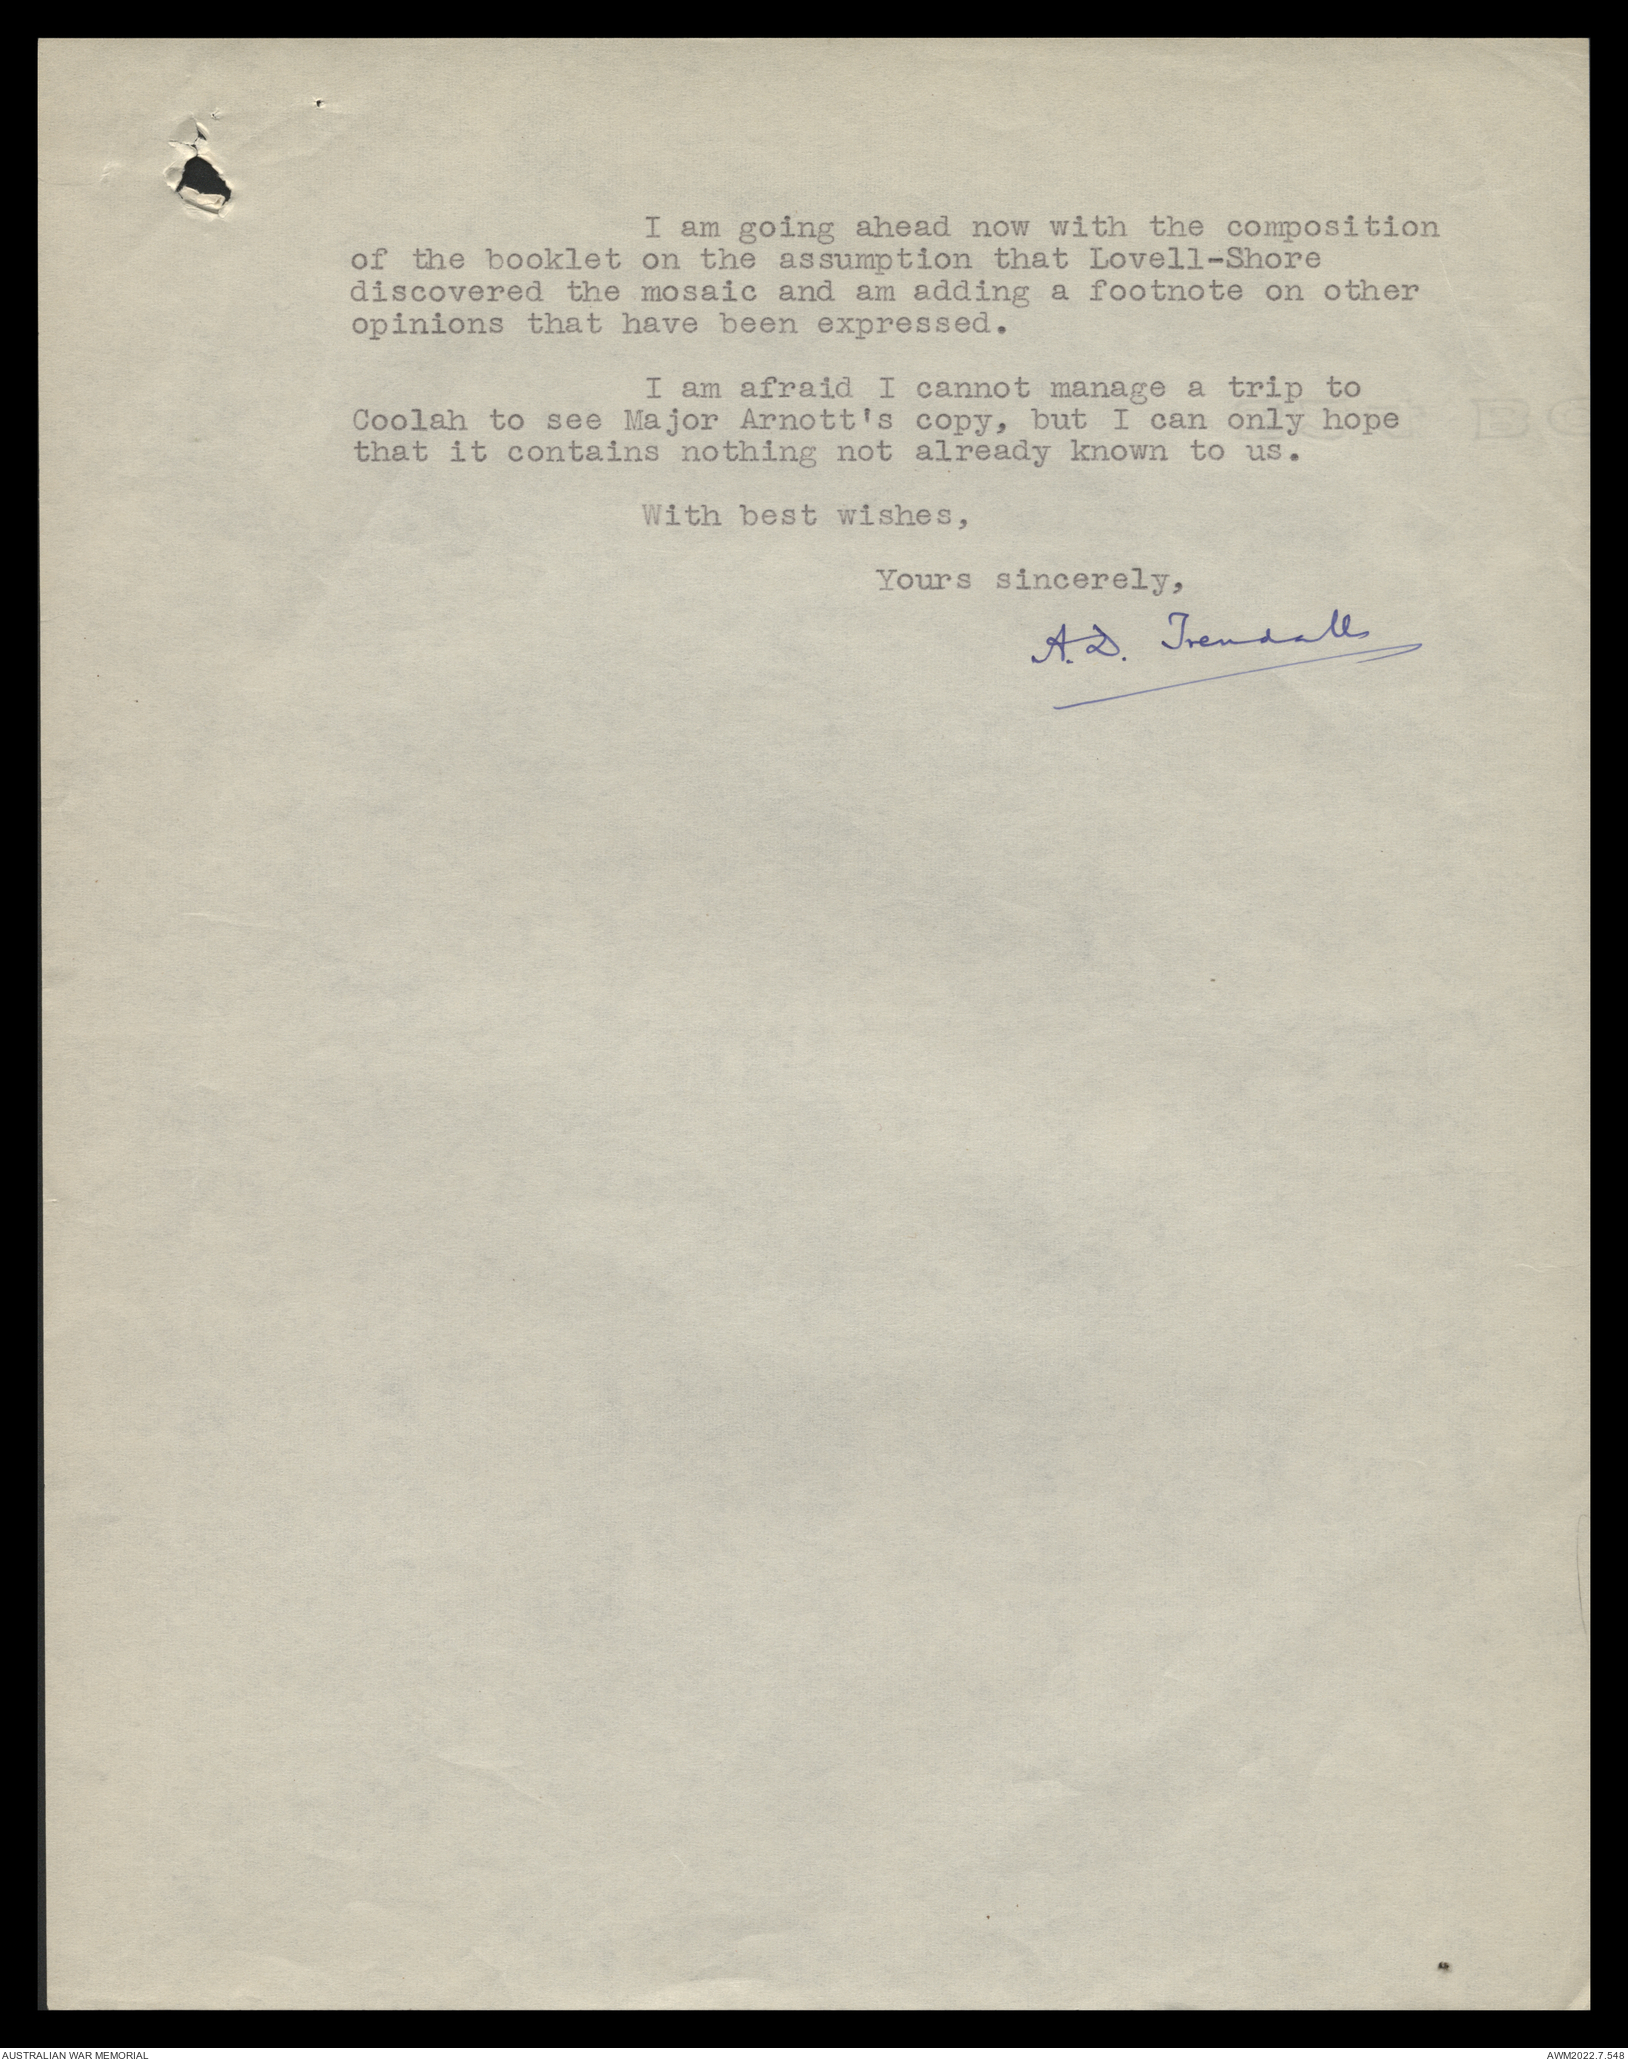 I am going ahead now with the composition
of the booklet on the assumption that Lovell-Shore
discovered the mosaic and am adding a footnote on other
opinions that have been expressed.
I am afraid I cannot manage a trip to
Coolah to see Major Arnott's copy, but I can only hope
that it contains nothing not already known to us.
With best wishes,
Yours sincerely,
A.D. Trendall
AUSTRALIAN WAR MEMORIAL
AWM2022.7.548